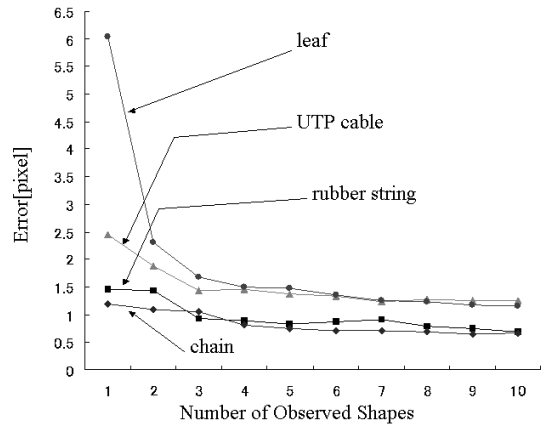 6.5
6
5.5
5
4.5
4
3.5
3
2.5
2
1.5
1
0.5
0
Error[pixel]
leaf
UTP cable
rubber string
chain
1 2 3 4 5 6 7 8 9 10
Number of Observed Shapes